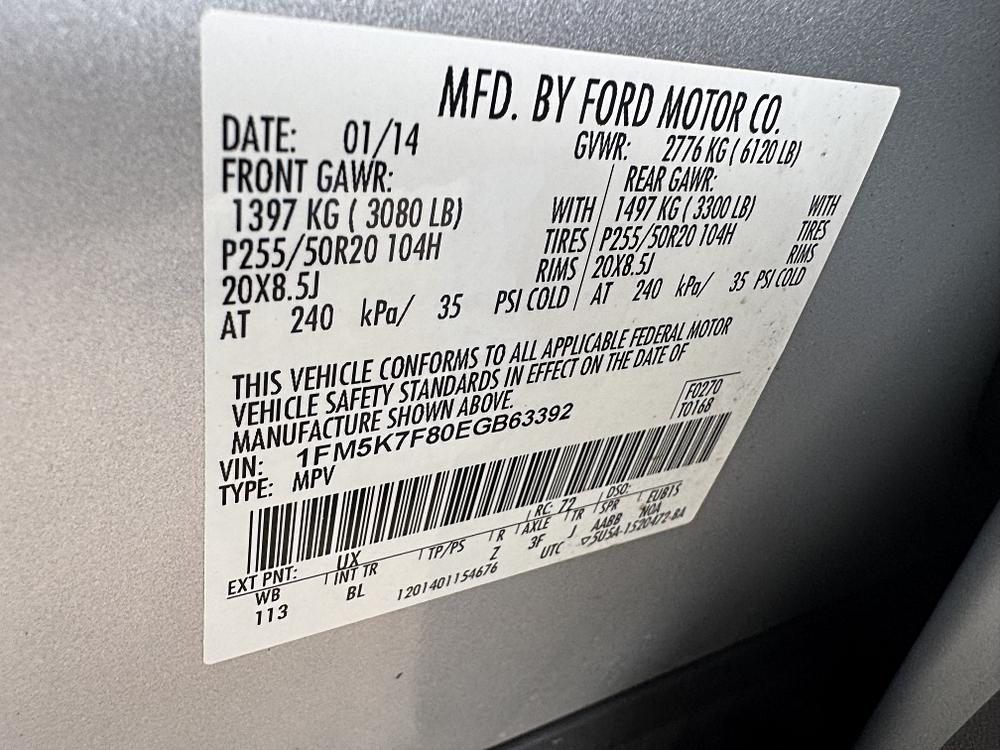 MFD. BY FORD MOTOR CO.
DATE: 01/14 GVWR: 2776 KG ( 6120 LB)
FRONT GAWR: REAR GAWR:
1397 KG ( 3080 LB) WITH 1497 KG ( 3300 LB) WITH
P255/50R20 104H TIRES P255/50R20 104H TIRES
20X8.5J RIMS 20X8.5J RIMS
AT 240 kPa/ 35 PSI COLD AT 240 kPa/ 35 PSI COLD
THIS VEHICLE CONFORMS TO ALL APPLICABLE FEDERAL MOTOR
VEHICLE SAFETY STANDARDS IN EFFECT ON THE DATE OF
MANUFACTURE SHOWN ABOVE.
F0270
T0168
VIN: 1FM5K7F80EGB63392
TYPE: MPV
EXT PNT: UX RC: 72 DSO:
WB INT TR TP/PS R AXLE TR SPR EUBTS
113 BL Z 3F J AABB NOA
1201401154676 UTC ▽5U5A-1520472-BA